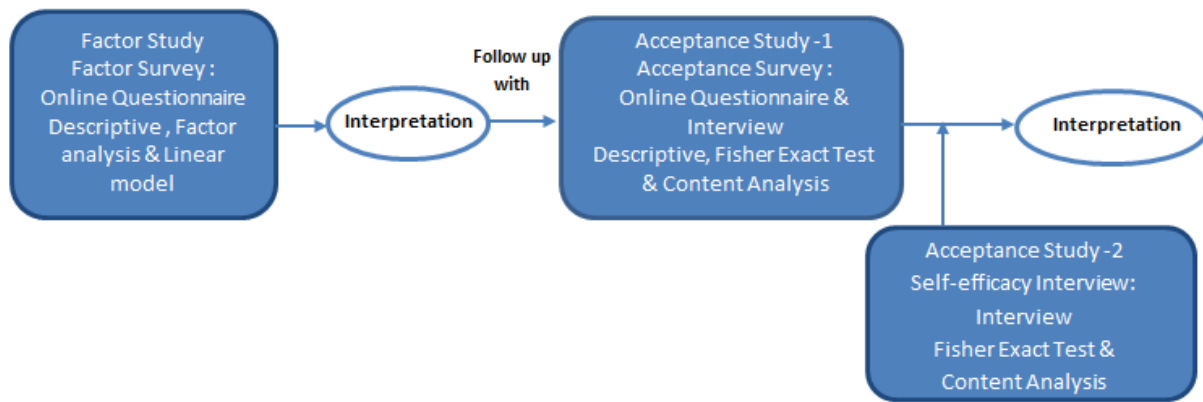 Factor Study
Factor Survey :
Online Questionnaire
Descriptive , Factor
analysis & Linear
model
Interpretation
Follow up
with
Acceptance Study -1
Acceptance Survey :
Online Questionnaire &
Interview
Descriptive, Fisher Exact Test
& Content Analysis
Interpretation
Acceptance Study -2
Self-efficacy Interview:
Interview
Fisher Exact Test &
Content Analysis